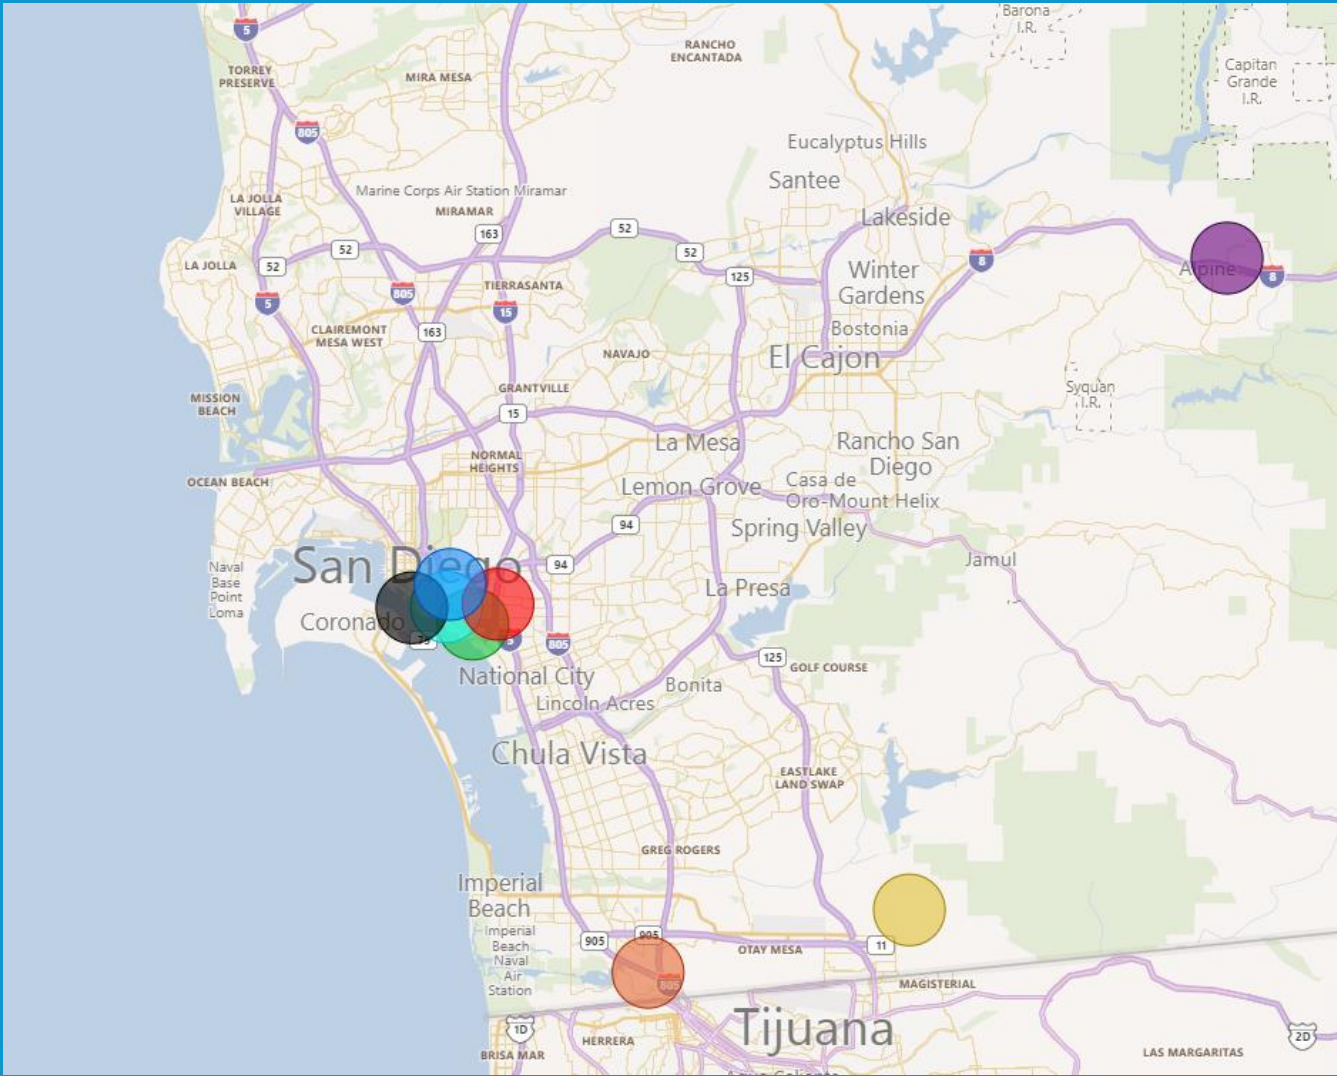 Barona
I.R.
5
RANCHO
ENCANTADA
TORREY
PRESERVE
MIRA MESA
Capitan
Grande
I.R.
805
Eucalyptus Hills
Santee
Marine Corps Air Station Miramar
LA JOLLA
VILLAGE
MIRAMAR
Lakeside
163
52
52
52
52
125
8
LA JOLLA
Winter
Gardens
Alpine
8
TIERRASANTA
5
805
15
CLAIREMONT
MESA WEST
163
Bostonia
NAVAJO
El Cajon
GRANTVILLE
Syquan
I.R.
MISSION
BEACH
15
La Mesa
Rancho San
Diego
NORMAL
HEIGHTS
OCEAN BEACH
Lemon Grove
Casa de
Oro-Mount Helix
94
Spring Valley
San Diego
94
Jamul
Naval
Base
Point
Loma
La Presa
Coronado
75
5
805
125
GOLF COURSE
National City
Bonita
Lincoln Acres
Chula Vista
EASTLAKE
LAND SWAP
GREG ROGERS
Imperial
Beach
Imperial
Beach
Naval
Air
Station
905
905
OTAY MESA
11
805
MAGISTERIAL
Tijuana
1D
HERRERA
2D
BRISA MAR
LAS MARGARITAS
Agua Caliente